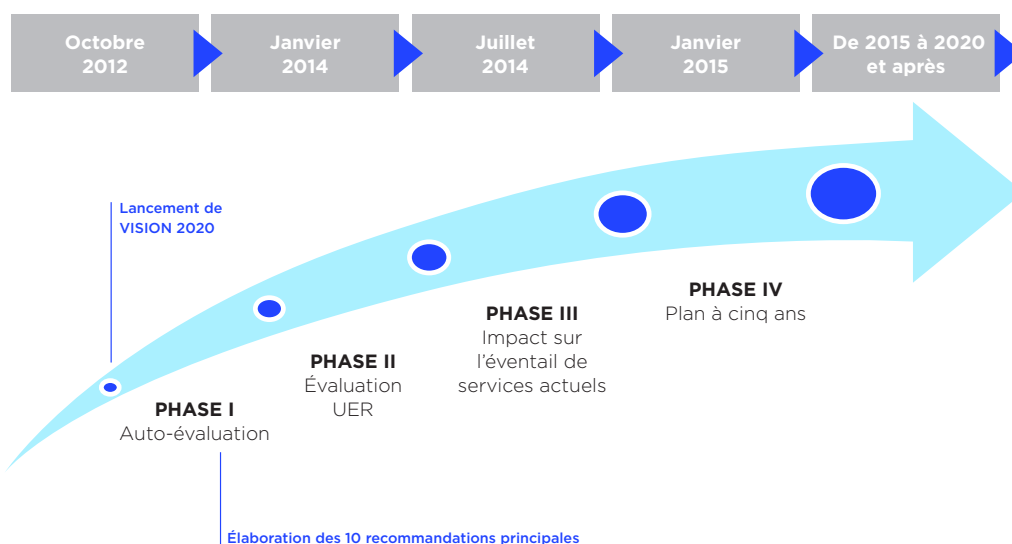 Octobre
2012
Janvier
2014
Juillet
2014
Janvier
2015
De 2015 à 2020
et après
Lancement de
VISION 2020
PHASE I
Auto-évaluation
PHASE II
Évaluation
UER
PHASE III
Impact sur
l'éventail de
services actuels
PHASE IV
Plan à cinq ans
Élaboration des 10 recommandations principales